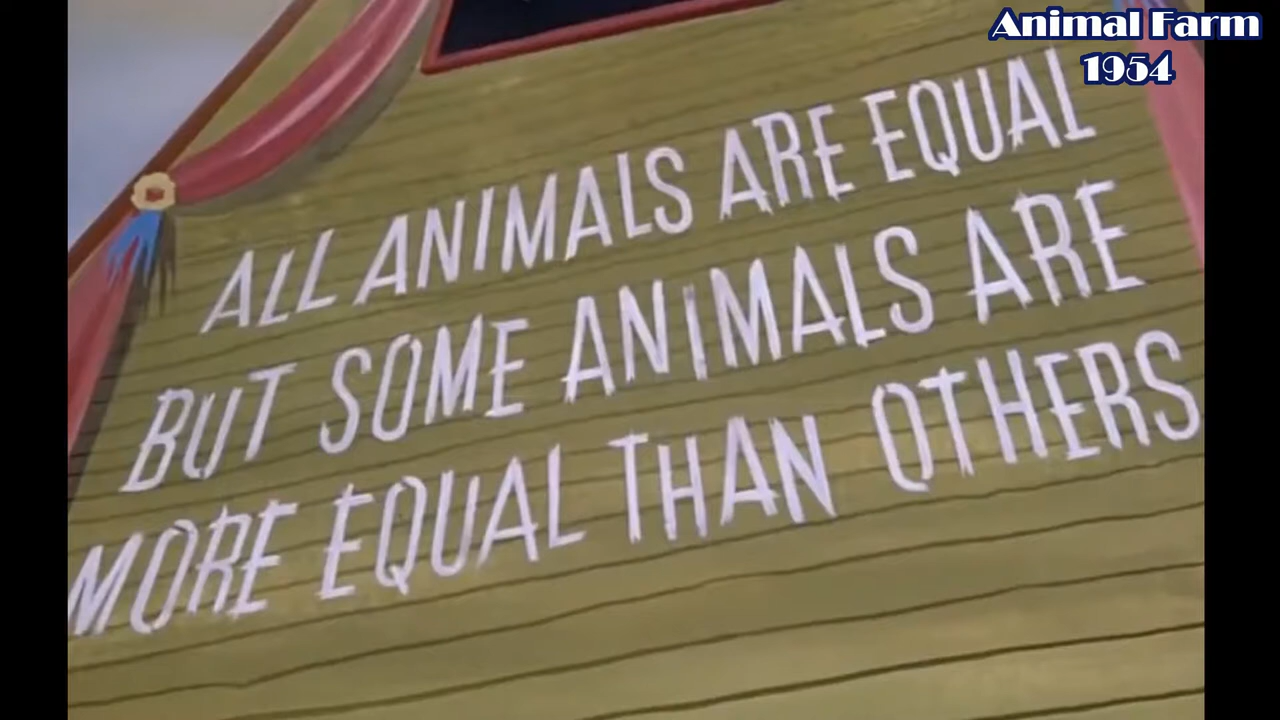 Animal Farm
1954
ALL ANIMALS ARE EQUAL
BUT SOME ANIMALS ARE
MORE EQUAL THAN OTHERS